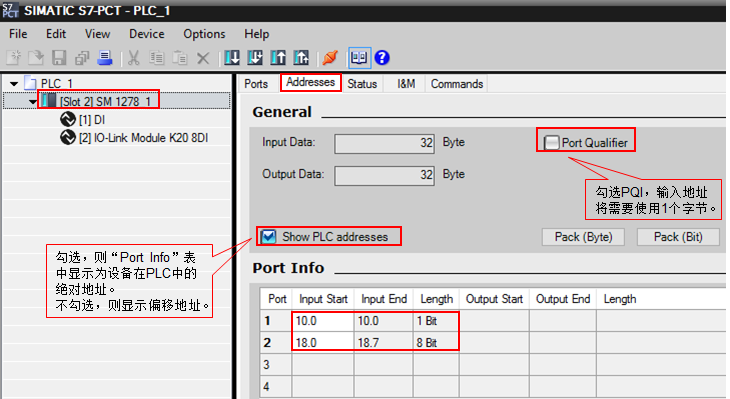 S7 PCT SIMATIC S7-PCT - PLC_1
File Edit View Device Options Help
PLC_1
[Slot 2] SM 1278_1
[1] DI
[2] IO-Link Module K20 8DI
Ports Addresses Status I&M Commands
General
Input Data: 32 Byte
Port Qualifier
Output Data: 32 Byte
勾选PQI，输入地址
将需要使用1个字节。
Show PLC addresses
Pack (Byte) Pack (Bit)
勾选，则“Port Info”表
中显示为设备在PLC中的
绝对地址。
不勾选，则显示偏移地址。
Port Info
Port Input Start Input End Length Output Start Output End Length
1 10.0 10.0 1 Bit
2 18.0 18.7 8 Bit
3
4